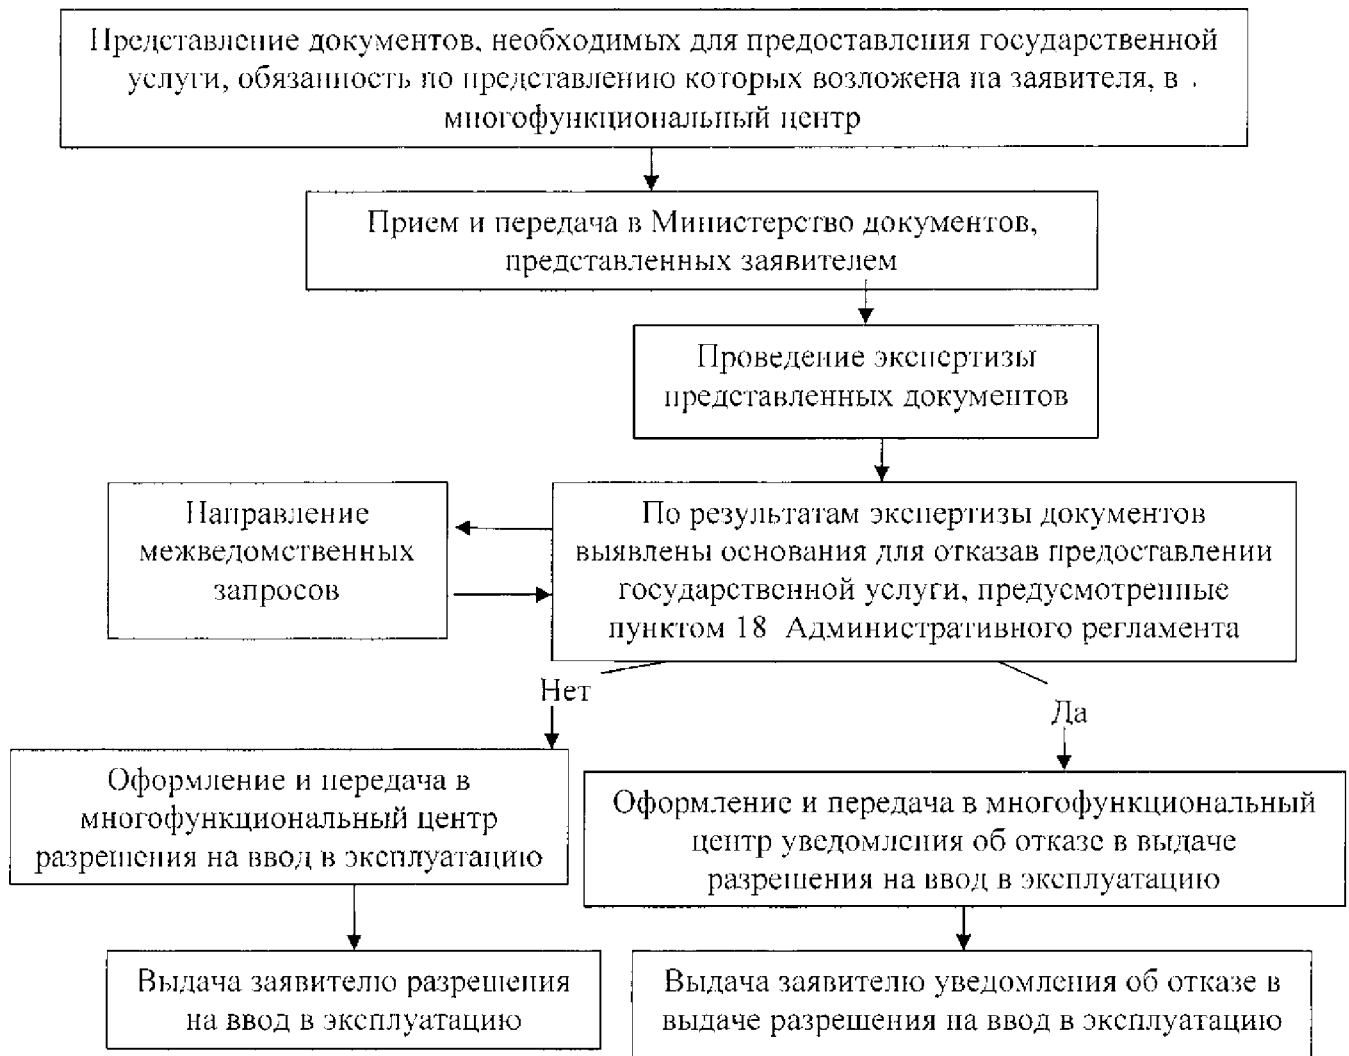 Представление документов, необходимых для предоставления государственной
услуги, обязанность по представлению которых возложена на заявителя, в
многофункциональный центр
Прием и передача в Министерство документов,
представленных заявителем
Проведение экспертизы
представленных документов
Направление
межведомственных
запросов
По результатам экспертизы документов
выявлены основания для отказав предоставлении
государственной услуги, предусмотренные
пунктом 18 Административного регламента
Нет
Да
Оформление и передача в
многофункциональный центр
разрешения на ввод в эксплуатацию
Оформление и передача в многофункциональный
центр уведомления об отказе в выдаче
разрешения на ввод в эксплуатацию
Выдача заявителю разрешения
на ввод в эксплуатацию
Выдача заявителю уведомления об отказе в
выдаче разрешения на ввод в эксплуатацию